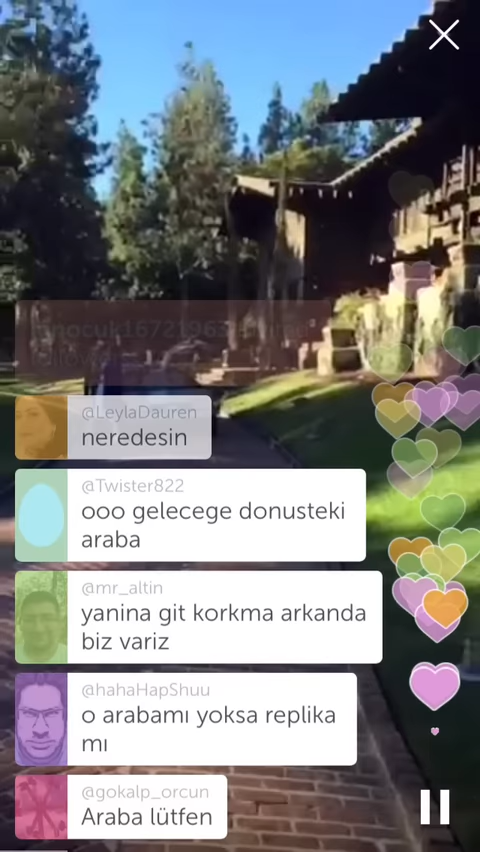 @LeylaDauren
neredesin
@Twister822
ooo gelecege donusteki
araba
@mr_altin
yanina git korkma arkanda
biz variz
@hahaHapShuu
o arabamı yoksa replika
mı
@gokalp_orcun
Araba lütfen